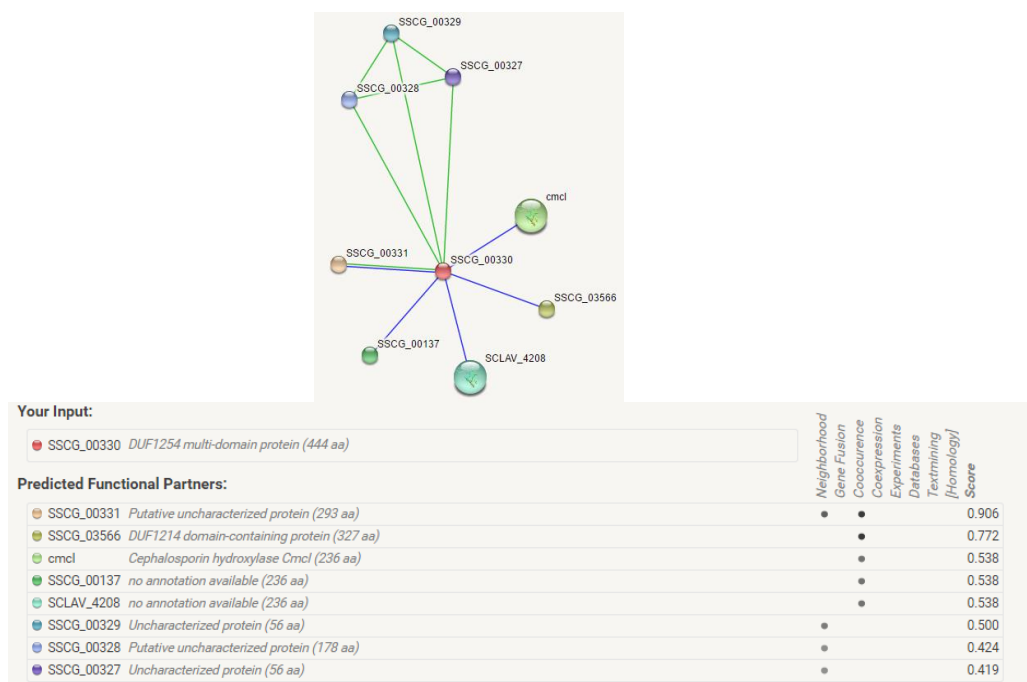 SSCG_00329
SSCG_00327
SSCG_00328
cmcI
SSCG_00331
SSCG_00330
SSCG_03566
SSCG_00137
SCLAV_4208
Your Input:
Neighborhood
Gene Fusion
Cooccurence
Coexpression
Experiments
Databases
Textmining
[Homology]
Score
SSCG_00330 DUF1254 multi-domain protein (444 aa)
Predicted Functional Partners:
SSCG_00331 Putative uncharacterized protein (293 aa) 0.906
SSCG_03566 DUF1214 domain-containing protein (327 aa) 0.772
cmcI Cephalosporin hydroxylase CmcI (236 aa) 0.538
SSCG_00137 no annotation available (236 aa) 0.538
SCLAV_4208 no annotation available (236 aa) 0.538
SSCG_00329 Uncharacterized protein (56 aa) 0.500
SSCG_00328 Putative uncharacterized protein (178 aa) 0.424
SSCG_00327 Uncharacterized protein (56 aa) 0.419